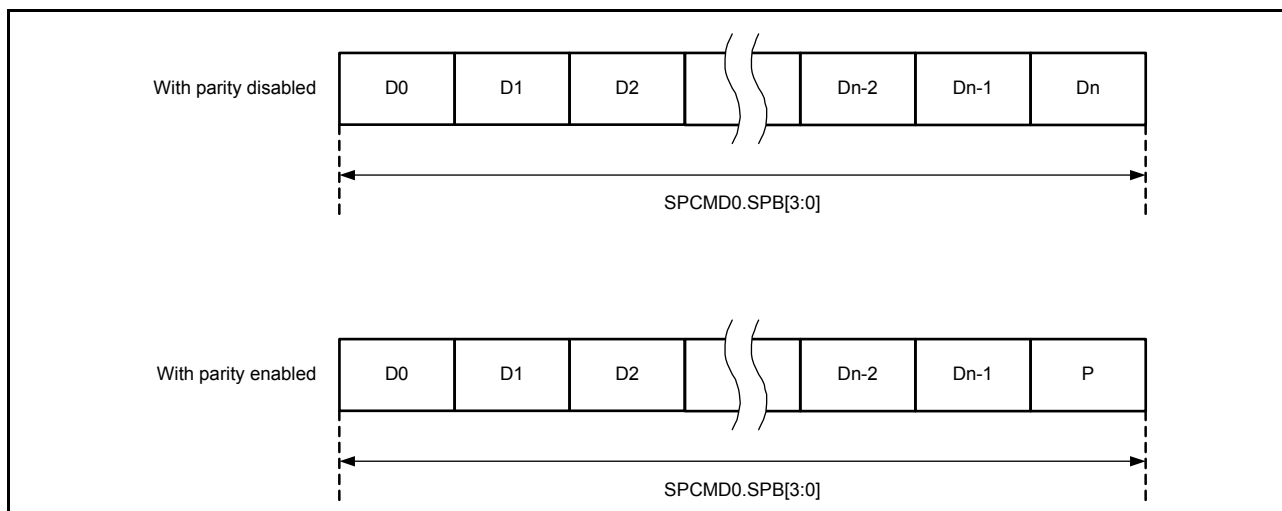 With parity disabled D0 D1 D2 Dn-2 Dn-1 Dn
SPCMD0.SPB[3:0]
With parity enabled D0 D1 D2 Dn-2 Dn-1 P
SPCMD0.SPB[3:0]